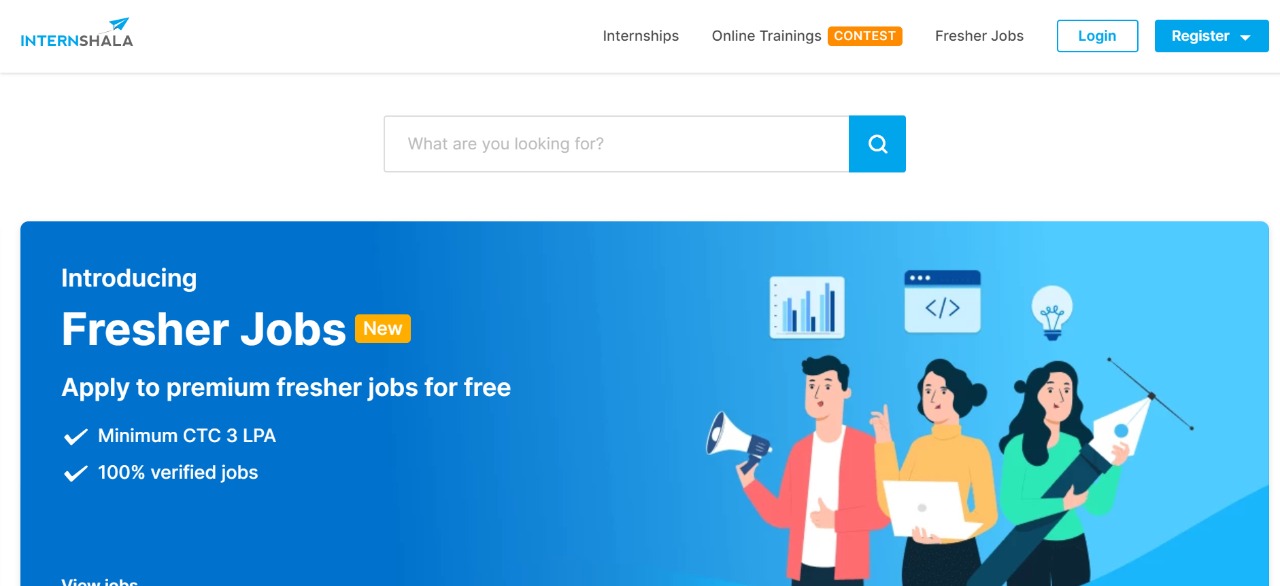 INTERNSHALA
Internships Online Trainings CONTEST Fresher Jobs Login Register
What are you looking for?
Introducing
Fresher Jobs New
Apply to premium fresher jobs for free
Minimum CTC 3 LPA
100% verified jobs
</>
View jobs